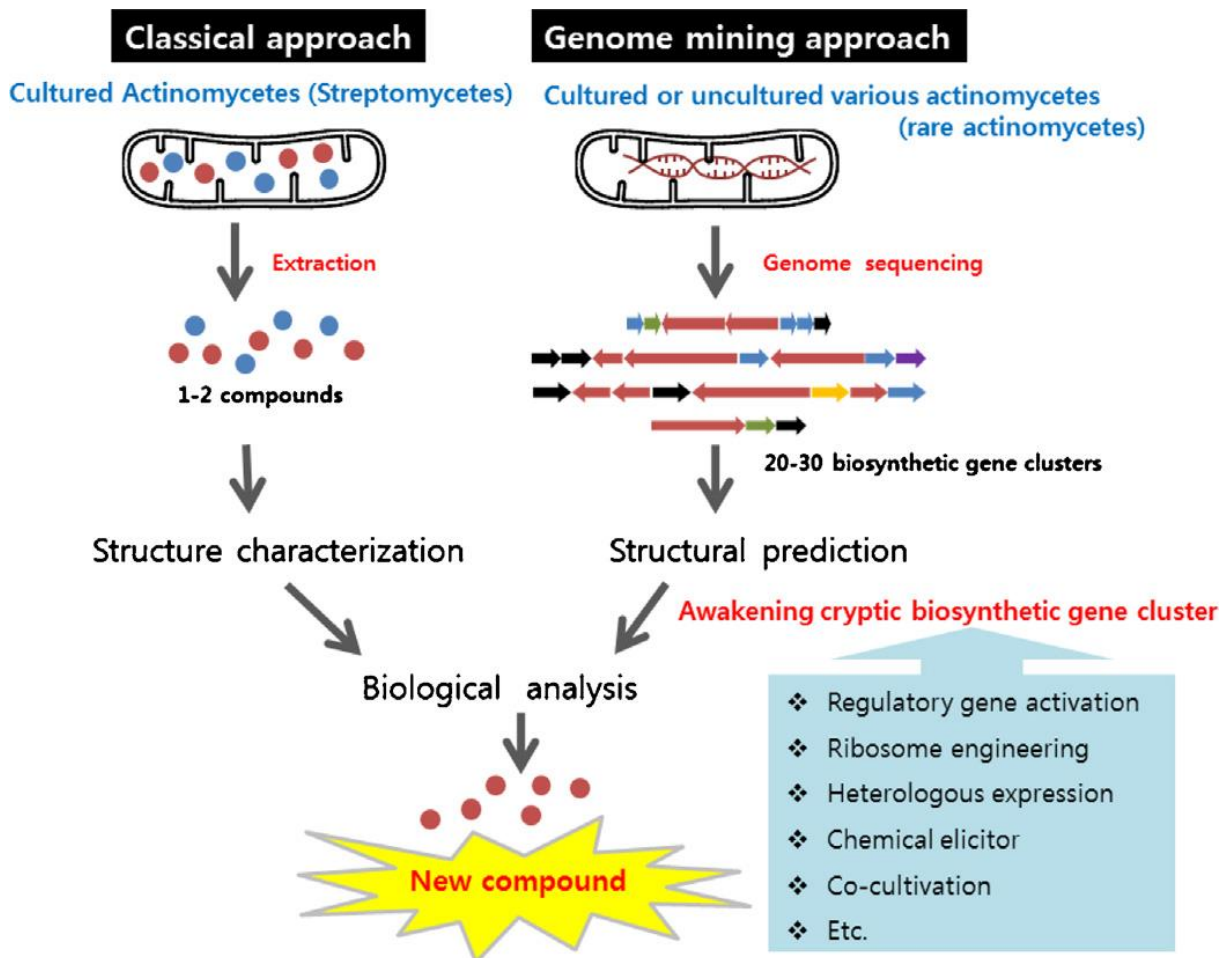 Classical approach
Cultured Actinomycetes (Streptomycetes)
Extraction
1-2 compounds
Structure characterization
Genome mining approach
Cultured or uncultured various actinomycetes
(rare actinomycetes)
Genome sequencing
20-30 biosynthetic gene clusters
Structural prediction
Awakening cryptic biosynthetic gene cluster
❖ Regulatory gene activation
❖ Ribosome engineering
❖ Heterologous expression
❖ Chemical elicitor
❖ Co-cultivation
❖ Etc.
Biological analysis
New compound